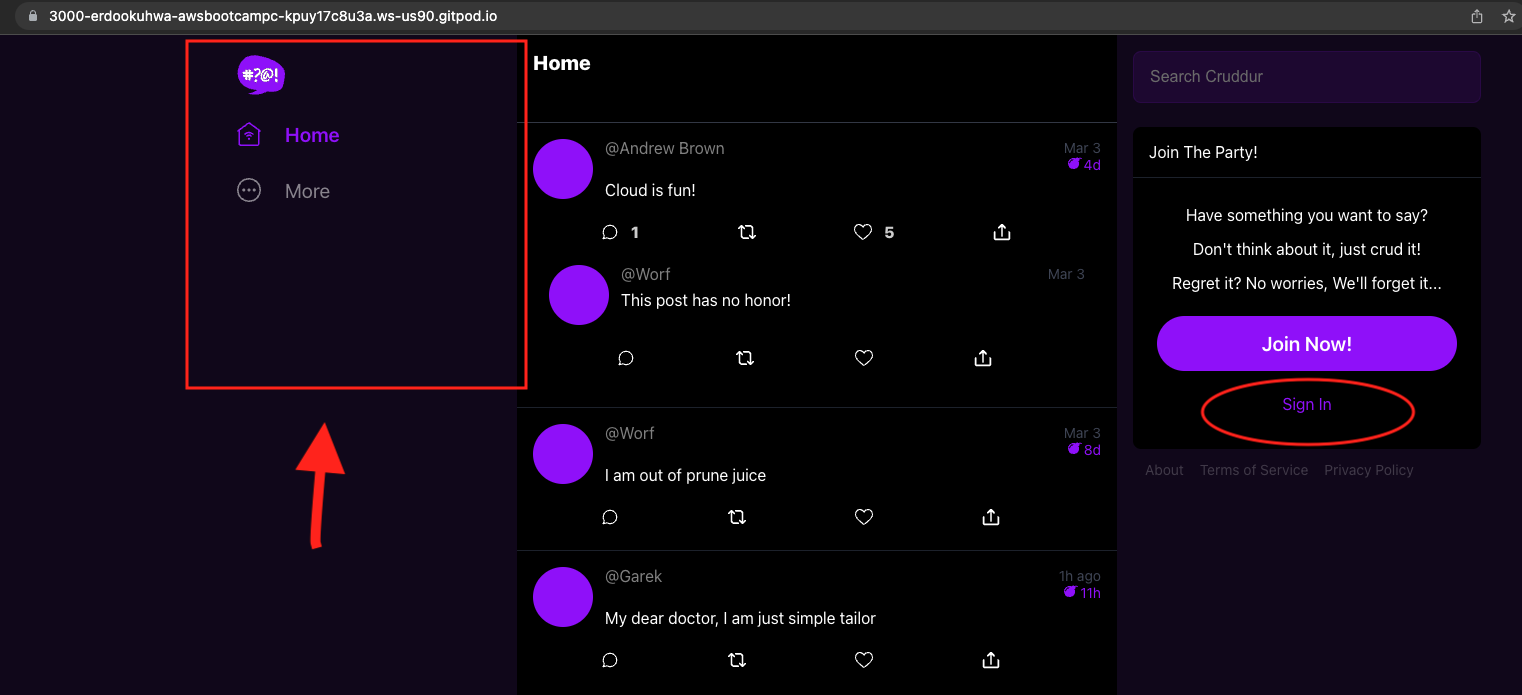 3000-erdookuhwa-awsbootcampc-kpuy17c8u3a.ws-us90.gitpod.io
#?@!
Home
More
Home
@Andrew Brown
Mar 3
4d
Cloud is fun!
1
5
@Worf
Mar 3
This post has no honor!
@Worf
Mar 3
8d
I am out of prune juice
@Garek
1h ago
11h
My dear doctor, I am just simple tailor
Search Cruddur
Join The Party!
Have something you want to say?
Don't think about it, just crud it!
Regret it? No worries, We'll forget it...
Join Now!
Sign In
About Terms of Service Privacy Policy